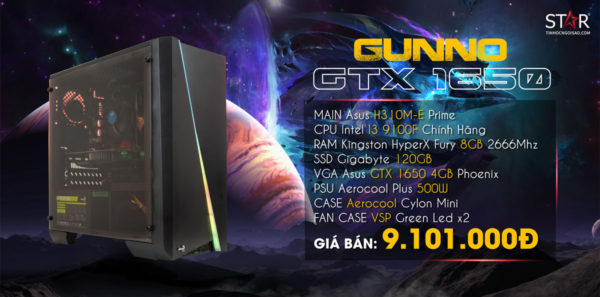 STAR
TINHOCNGOISAO.COM
GUNNO
GTX 1650
MAIN Asus H310M-E Prime
CPU Intel I3 9100F Chính Hãng
RAM Kingston HyperX Fury 8GB 2666Mhz
SSD Gigabyte 120GB
VGA Asus GTX 1650 4GB Phoenix
PSU Aerocool Plus 500W
CASE Aerocool Cylon Mini
FAN CASE VSP Green Led x2
GIÁ BÁN: 9.101.000Đ